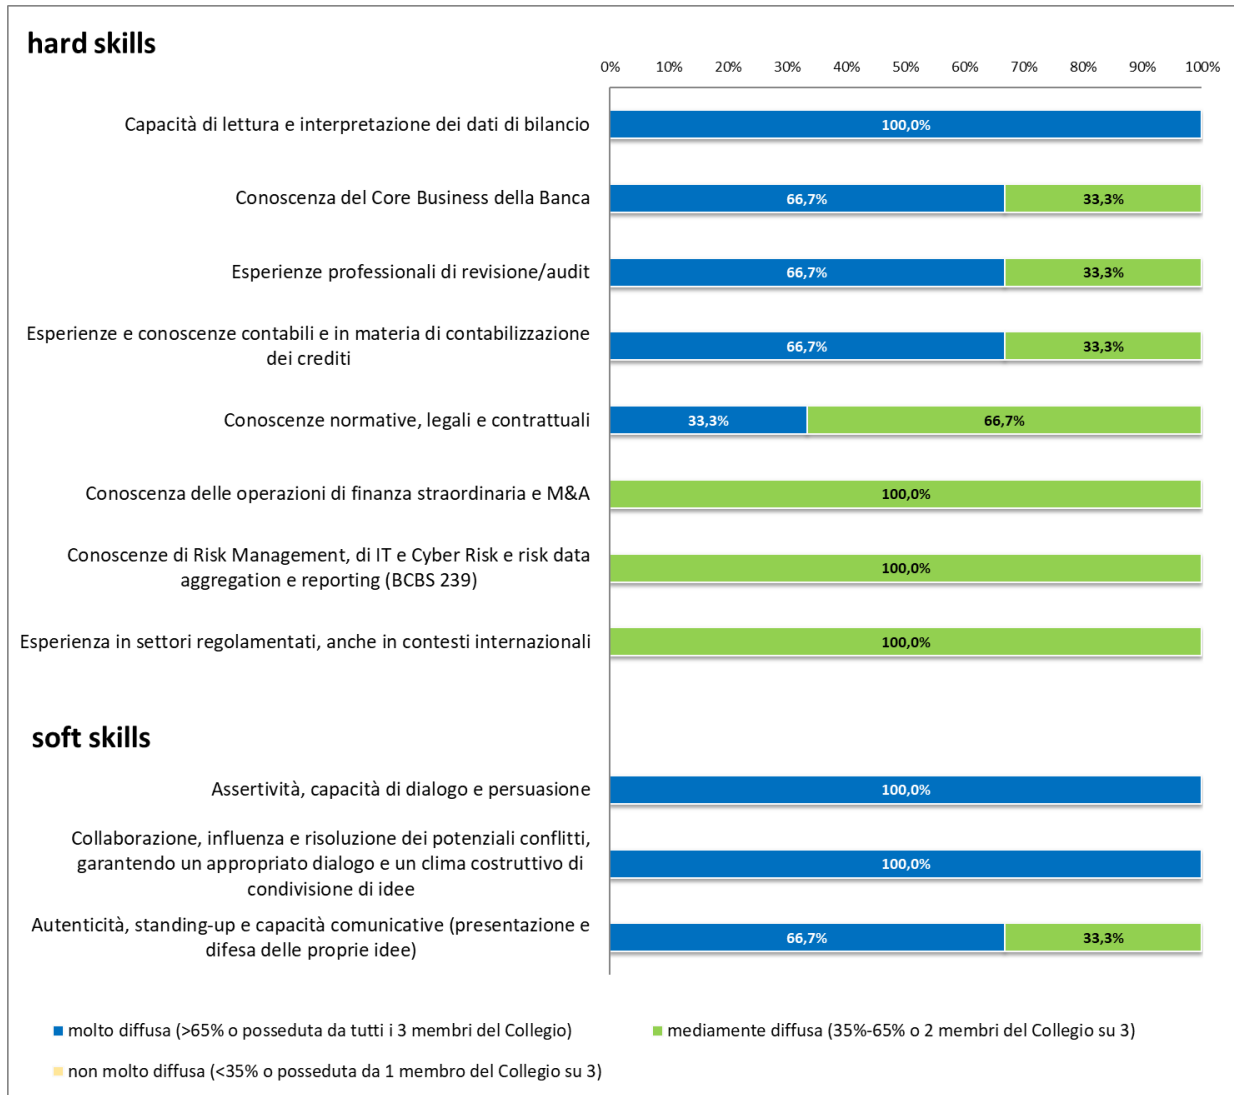 hard skills
0% 10% 20% 30% 40% 50% 60% 70% 80% 90% 100%
Capacità di lettura e interpretazione dei dati di bilancio
100,0%
Conoscenza del Core Business della Banca
66,7% 33,3%
Esperienze professionali di revisione/audit
66,7% 33,3%
Esperienze e conoscenze contabili e in materia di contabilizzazione
dei crediti
66,7% 33,3%
Conoscenze normative, legali e contrattuali
33,3% 66,7%
Conoscenza delle operazioni di finanza straordinaria e M&A
100,0%
Conoscenze di Risk Management, di IT e Cyber Risk e risk data
aggregation e reporting (BCBS 239)
100,0%
Esperienza in settori regolamentati, anche in contesti internazionali
100,0%
soft skills
Assertività, capacità di dialogo e persuasione
100,0%
Collaborazione, influenza e risoluzione dei potenziali conflitti,
garantendo un appropriato dialogo e un clima costruttivo di
condivisione di idee
100,0%
Autenticità, standing-up e capacità comunicative (presentazione e
difesa delle proprie idee)
66,7% 33,3%
molto diffusa (>65% o posseduta da tutti i 3 membri del Collegio)
mediamente diffusa (35%-65% o 2 membri del Collegio su 3)
non molto diffusa (<35% o posseduta da 1 membro del Collegio su 3)